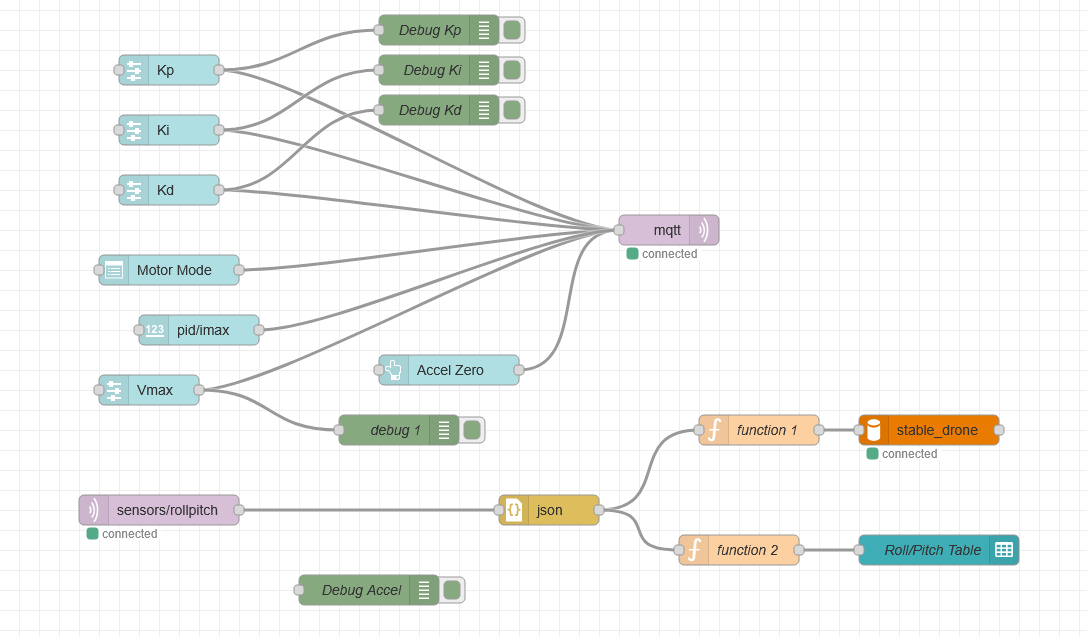 Debug Kp
Kp
Debug Ki
Debug Kd
Ki
Kd
mqtt
connected
Motor Mode
123 pid/imax
Accel Zero
Vmax
debug 1
function 1
stable_drone
connected
sensors/rollpitch
json
connected
function 2
Roll/Pitch Table
Debug Accel